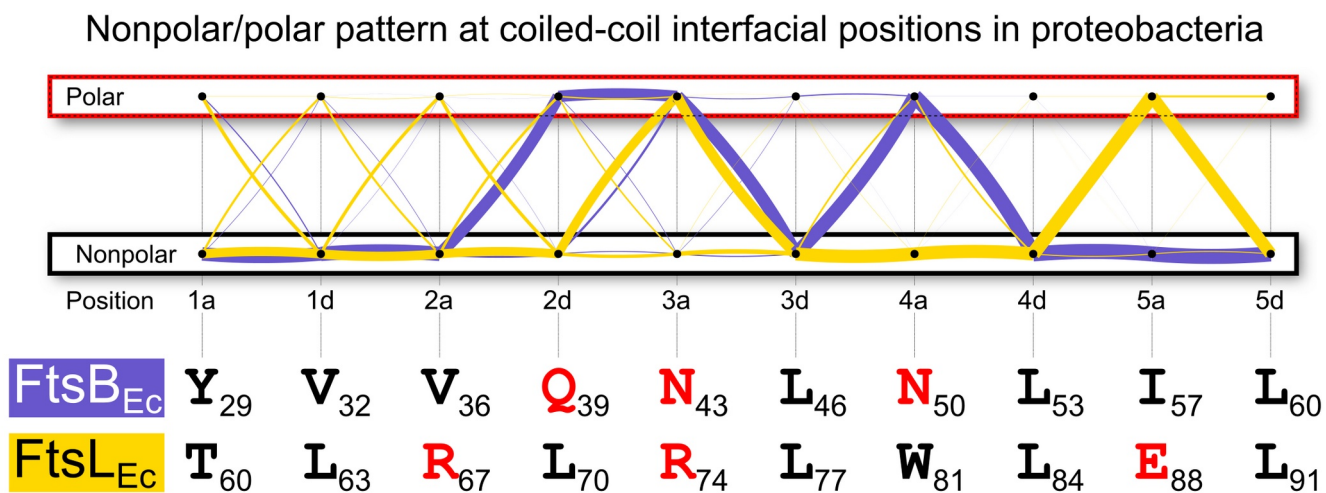 Nonpolar/polar pattern at coiled-coil interfacial positions in proteobacteria
Polar
Nonpolar
Position 1a 1d 2a 2d 3a 3d 4a 4d 5a 5d
FtsBEc Y29 V32 V36 Q39 N43 L46 N50 L53 I57 L60
FtsLEc T60 L63 R67 L70 R74 L77 W81 L84 E88 L91